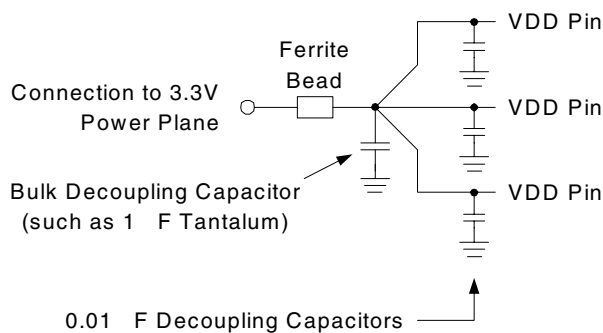 Ferrite
Bead
Connection to 3.3V
Power Plane
VDD Pin
VDD Pin
VDD Pin
Bulk Decoupling Capacitor
(such as 1 F Tantalum)
0.01 F Decoupling Capacitors